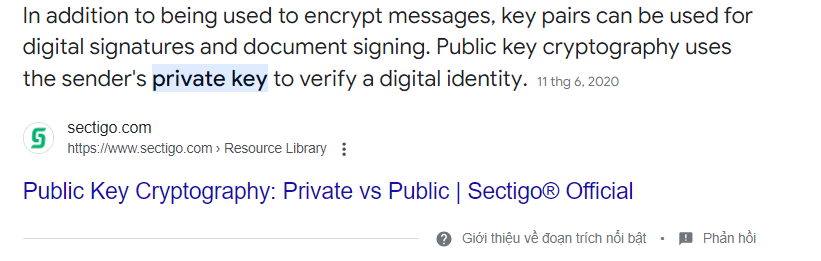 In addition to being used to encrypt messages, key pairs can be used for
digital signatures and document signing. Public key cryptography uses
the sender's private key to verify a digital identity. 11 thg 6, 2020
sectigo.com
https://www.sectigo.com › Resource Library
Public Key Cryptography: Private vs Public | Sectigo® Official
Giới thiệu về đoạn trích nổi bật • Phản hồi